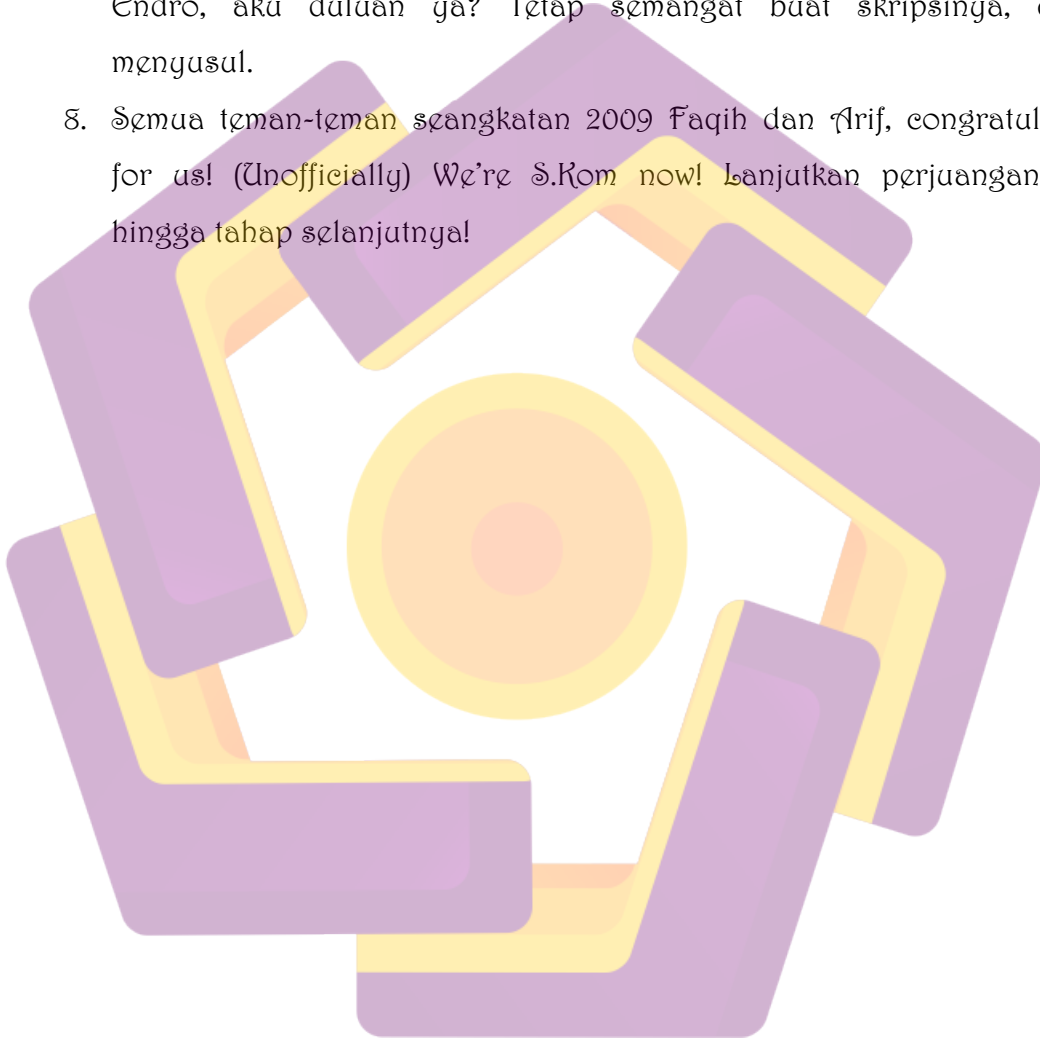 Endro, aku duluan ya? Tetap semangat buat skripsinya,
menyusul.
8. Semua teman-teman seangkatan 2009 Faqih dan Arif, congratul
for us! (Unofficially) We're S.Kom now! Lanjutkan perjuangan
hingga tahap selanjutnya!